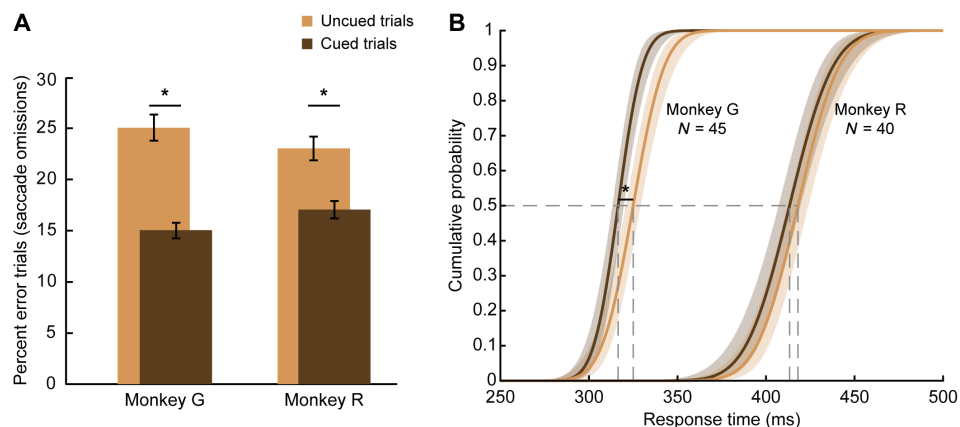 A
Uncued trials
Cued trials
Percent error trials (saccade omissions)
30
25
20
15
10
5
0
*
*
Monkey G
Monkey R
B
Cumulative probability
1
0.9
0.8
0.7
0.6
0.5
0.4
0.3
0.2
0.1
0
Monkey G
N = 45
Monkey R
N = 40
*
250
300
350
400
450
500
Response time (ms)